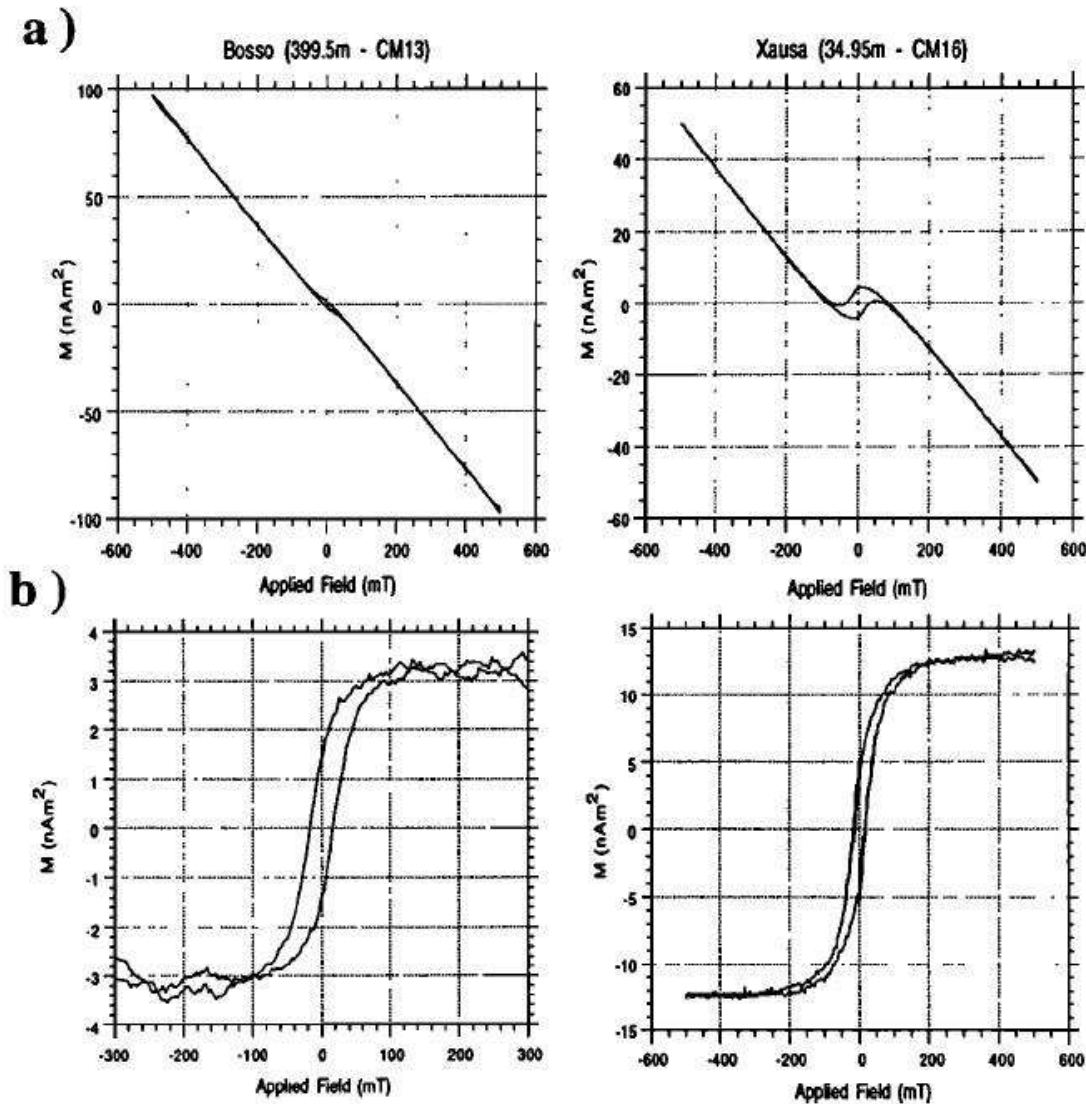 a )
Bosso (399.5m - CM13)
Xausa (34.95m - CM16)
100
50
0
-50
-100
M (nAm²)
-600 -400 -200 0 200 400 600
Applied Field (mT)
60
40
20
0
-20
-40
-60
M (nAm²)
-600 -400 -200 0 200 400 600
Applied Field (mT)
b )
4
3
2
1
0
-1
-2
-3
-4
M (nAm²)
-300 -200 -100 0 100 200 300
Applied Field (mT)
15
10
5
0
-5
-10
-15
M (nAm²)
-600 -400 -200 0 200 400 600
Applied Field (mT)